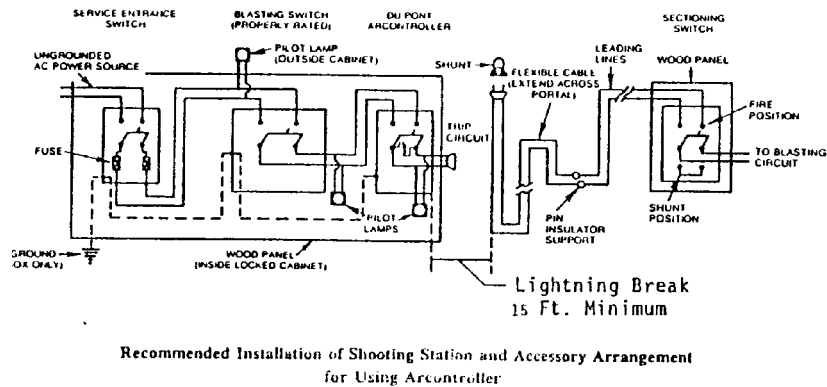 SERVICE ENTRANCE
SWITCH
BLASTING SWITCH
(PROPERLY RATED)
DU PONT
ARCONTROLLER
SECTIONING
SWITCH
UNGROUNDED
AC POWER SOURCE
PILOT LAMP
(OUTSIDE CABINET)
SHUNT
LEADING
LINES
WOOD PANEL
FLEXIBLE CABLE
(EXTEND ACROSS
PORTAL)
FIRE
POSITION
TRIP
CIRCUIT
FUSE
TO BLASTING
CIRCUIT
PILOT
LAMPS
PIN
INSULATOR
SUPPORT
SHUNT
POSITION
GROUND
OX ONLY)
WOOD PANEL
(INSIDE LOCKED CABINET)
Lightning Break
15 Ft. Minimum
Recommended Installation of Shooting Station and Accessory Arrangement
for Using Arcontroller